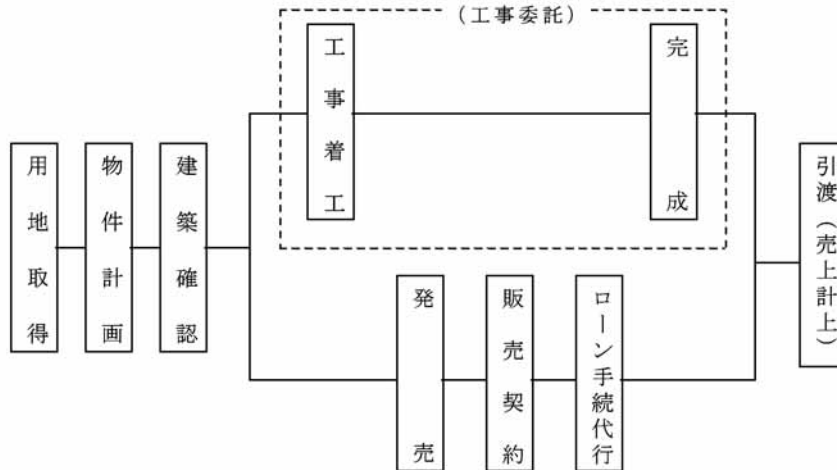 (工事委託)
用地取得
物件計画
建築確認
工事着工
完成
発売
販売契約
ローン手続代行
引渡(売上計上)